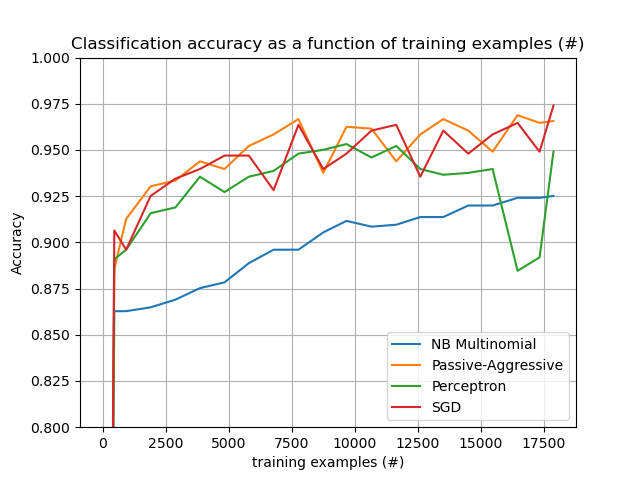 Classification accuracy as a function of training examples (#)
1.000
0.975
0.950
0.925
0.900
0.875
0.850
0.825
0.800
Accuracy
NB Multinomial
Passive-Aggressive
Perceptron
SGD
0 2500 5000 7500 10000 12500 15000 17500
training examples (#)